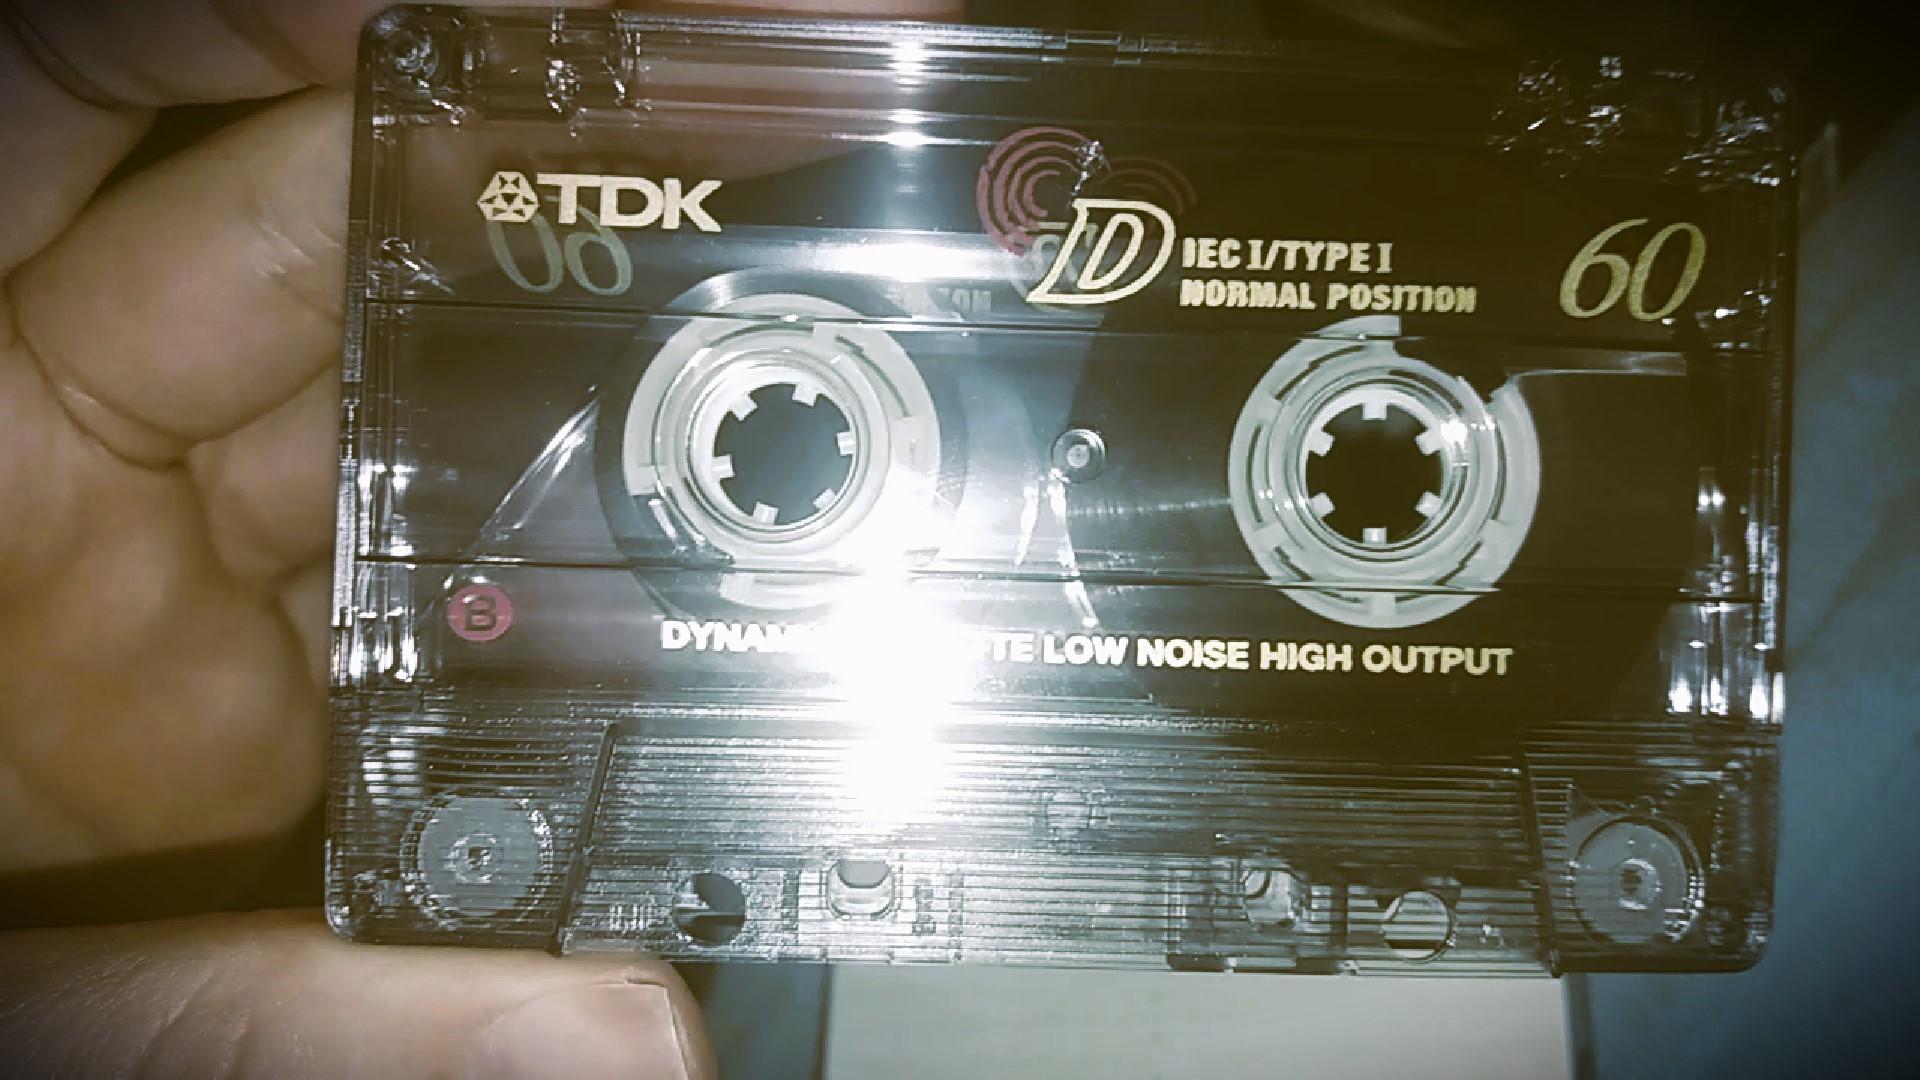 TDK
D
IEC I/TYPE I
NORMAL POSITION
60
B
LOW NOISE HIGH OUTPUT